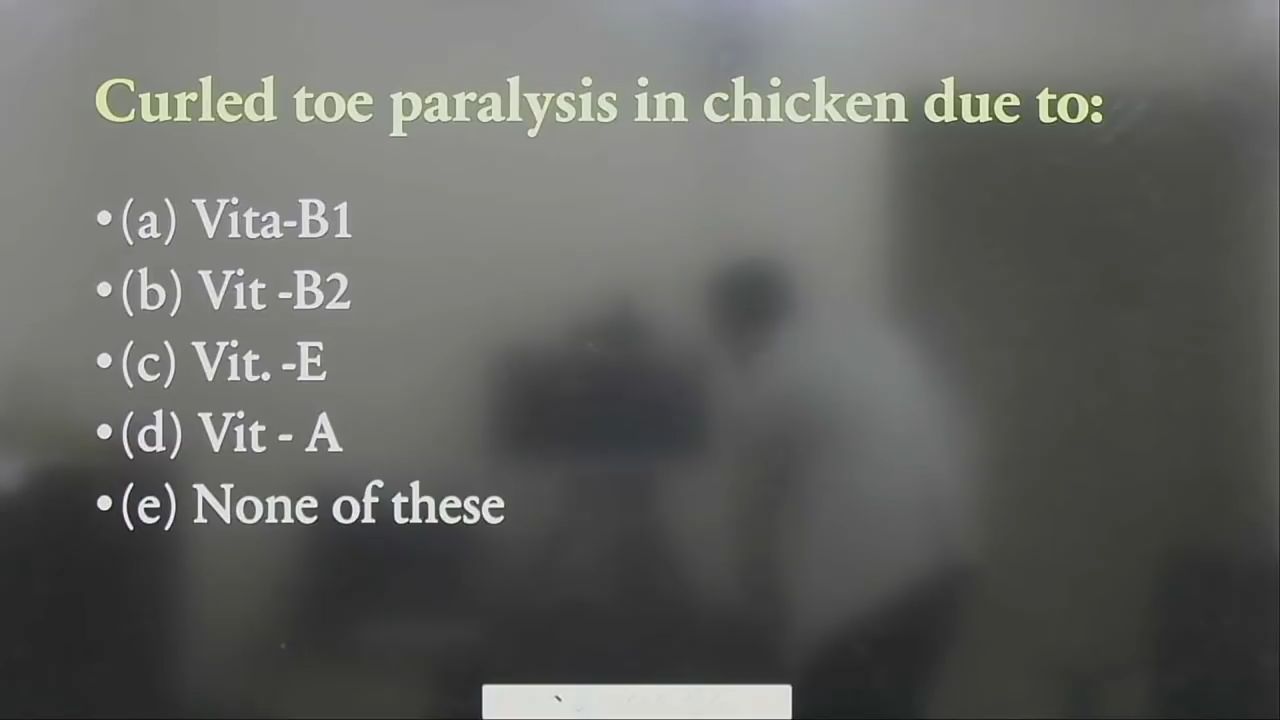 Curled toe paralysis in chicken due to:
•(a) Vita-B1
•(b) Vit -B2
•(c) Vit. -E
•(d) Vit - A
•(e) None of these